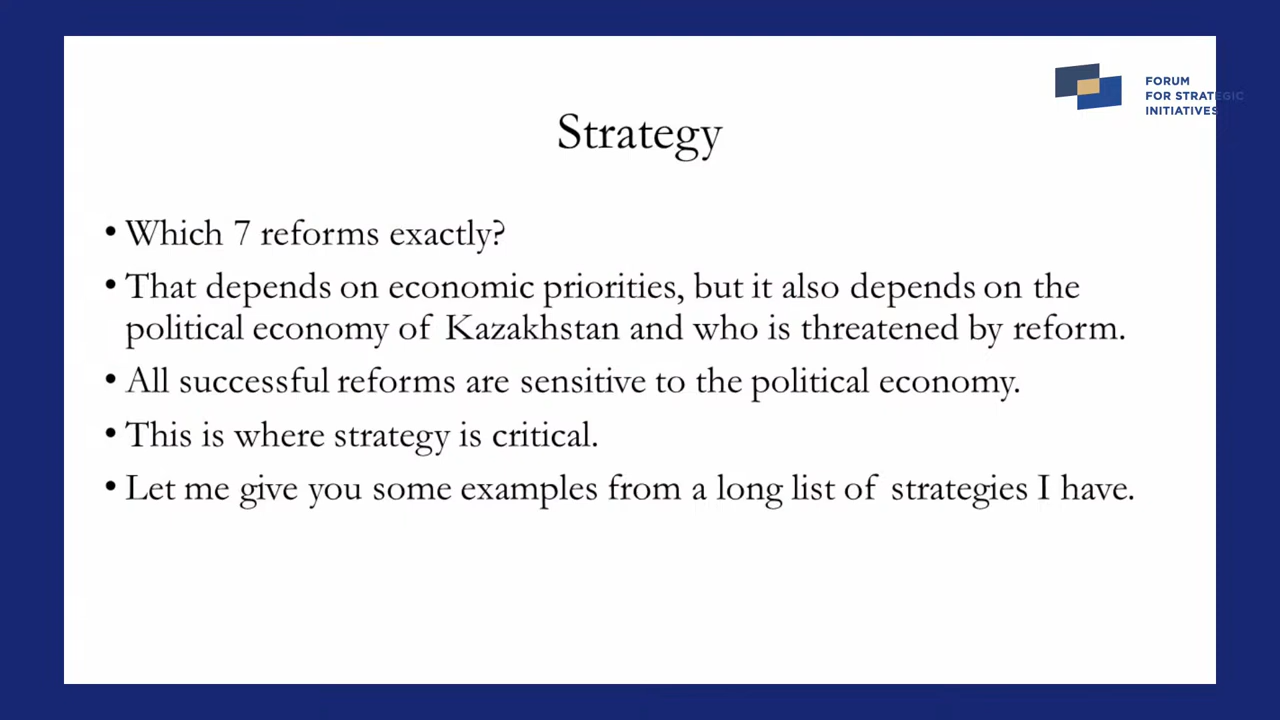 FORUM
FOR STRATEGIC
INITIATIVES
Strategy
• Which 7 reforms exactly?
• That depends on economic priorities, but it also depends on the
political economy of Kazakhstan and who is threatened by reform.
• All successful reforms are sensitive to the political economy.
• This is where strategy is critical.
• Let me give you some examples from a long list of strategies I have.